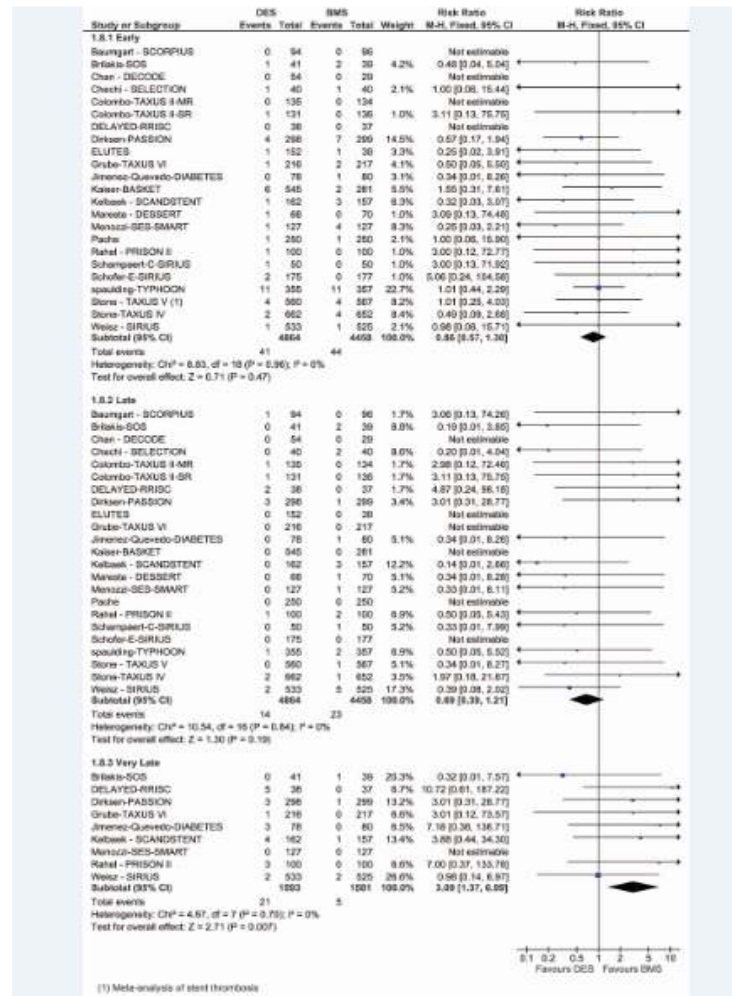 DES BMS Risk Ratio Risk Ratio
Study or Subgroup Events Total Events Total Weight M-H, Fixed, 95% CI M-H, Fixed, 95% CI
1.8.1 Early
Baumgart - SCORPIUS 0 94 0 96 Not estimable
Brilakis-SOS 1 41 2 39 4.2% 0.48 [0.04, 5.04]
Chan - DECODE 0 54 0 29 Not estimable
Chechi - SELECTION 1 40 1 40 2.1% 1.00 [0.06, 15.44]
Colombo-TAXUS II-MR 0 135 0 134 Not estimable
Colombo-TAXUS II-SR 1 131 0 136 1.0% 3.11 [0.13, 75.75]
DELAYED-RRISC 0 38 0 37 Not estimable
Dirksen-PASSION 4 298 7 299 14.5% 0.57 [0.17, 1.94]
ELUTES 1 152 1 38 3.3% 0.25 [0.02, 3.91]
Grube-TAXUS VI 1 216 2 217 4.1% 0.50 [0.05, 5.50]
Jimenez-Quevedo-DIABETES 0 78 1 80 0.34 [0.01, 8.26]
Kaiser-BASKET 6 545 2 281 5.5% 1.55 [0.31, 7.61]
Kelbaek - SCANDSTENT 1 162 3 157 6.3% 0.32 [0.03, 3.07]
Mareste - DESSERT 1 68 0 70 1.0% 3.09 [0.13, 74.48]
Menozzi-SES-SMART 1 127 4 127 8.3% 0.25 [0.03, 2.21]
Pache 1 250 1 250 2.1% 1.00 [0.06, 15.90]
Rahel - PRISON II 1 100 0 100 1.0% 3.00 [0.12, 72.77]
Schampaert-C-SIRIUS 1 50 0 50 1.0% 3.00 [0.13, 71.92]
Schofer-E-SIRIUS 2 175 0 177 1.0% 5.06 [0.24, 104.56]
spaulding-TYPHOON 11 355 11 357 22.7% 1.01 [0.44, 2.29]
Stone - TAXUS V (1) 4 560 4 567 8.2% 1.01 [0.25, 4.03]
Stone-TAXUS IV 2 662 4 652 8.3% 0.49 [0.09, 2.68]
Weisz - SIRIUS 1 533 1 525 2.1% 0.98 [0.06, 15.71]
Subtotal (95% CI) 4864 4458 100.0% 0.86 [0.57, 1.30]
Total events 41 44
Heterogeneity: Chi² = 8.83, df = 18 (P = 0.96); I² = 0%
Test for overall effect: Z = 0.71 (P = 0.47)
1.8.2 Late
Baumgart - SCORPIUS 1 94 0 96 1.7% 3.06 [0.13, 74.26]
Brilakis-SOS 0 41 2 39 8.8% 0.19 [0.01, 3.85]
Chan - DECODE 0 54 0 29 Not estimable
Chechi - SELECTION 0 40 2 40 8.6% 0.20 [0.01, 4.04]
Colombo-TAXUS II-MR 1 135 0 134 1.7% 2.98 [0.12, 72.46]
Colombo-TAXUS II-SR 1 131 0 136 1.7% 3.11 [0.13, 75.75]
DELAYED-RRISC 2 38 0 37 1.7% 4.87 [0.24, 98.18]
Dirksen-PASSION 3 298 1 299 3.4% 3.01 [0.31, 28.77]
ELUTES 0 152 0 38 Not estimable
Grube-TAXUS VI 0 216 0 217 Not estimable
Jimenez-Quevedo-DIABETES 0 78 1 80 5.1% 0.34 [0.01, 8.26]
Kaiser-BASKET 0 545 0 281 Not estimable
Kelbaek - SCANDSTENT 0 162 3 157 12.2% 0.14 [0.01, 2.66]
Mareste - DESSERT 0 68 1 70 5.1% 0.34 [0.01, 8.28]
Menozzi-SES-SMART 0 127 1 127 5.1% 0.33 [0.01, 8.11]
Pache 0 250 0 250 Not estimable
Rahel - PRISON II 1 100 2 100 6.9% 0.50 [0.05, 5.43]
Schampaert-C-SIRIUS 0 50 1 50 5.2% 0.33 [0.01, 7.99]
Schofer-E-SIRIUS 0 175 0 177 Not estimable
spaulding-TYPHOON 1 355 2 357 6.9% 0.50 [0.05, 5.52]
Stone - TAXUS V 0 560 1 567 5.1% 0.34 [0.01, 8.27]
Stone-TAXUS IV 2 662 1 652 3.5% 1.97 [0.18, 21.67]
Weisz - SIRIUS 2 533 5 525 17.3% 0.39 [0.08, 2.02]
Subtotal (95% CI) 4864 4458 100.0% 0.69 [0.39, 1.21]
Total events 14 23
Heterogeneity: Chi² = 10.54, df = 16 (P = 0.84); I² = 0%
Test for overall effect: Z = 1.30 (P = 0.19)
1.8.3 Very Late
Brilakis-SOS 0 41 1 39 20.3% 0.32 [0.01, 7.57]
DELAYED-RRISC 5 38 0 37 6.7% 10.72 [0.61, 187.22]
Dirksen-PASSION 3 298 1 299 13.2% 3.01 [0.31, 28.77]
Grube-TAXUS VI 1 216 0 217 6.6% 3.01 [0.12, 73.57]
Jimenez-Quevedo-DIABETES 3 78 0 80 6.5% 7.18 [0.38, 136.71]
Kelbaek - SCANDSTENT 4 162 1 157 13.4% 3.88 [0.44, 34.30]
Menozzi-SES-SMART 0 127 0 127 Not estimable
Rahel - PRISON II 3 100 0 100 6.6% 7.00 [0.37, 133.78]
Weisz - SIRIUS 2 533 2 525 26.6% 0.98 [0.14, 6.97]
Subtotal (95% CI) 1593 1581 100.0% 3.09 [1.37, 6.99]
Total events 21 5
Heterogeneity: Chi² = 4.67, df = 7 (P = 0.70); I² = 0%
Test for overall effect: Z = 2.71 (P = 0.007)
0.1 0.2 0.5 1 2 5 10
Favours DES Favours BMS
(1) Meta-analysis of stent thrombosis